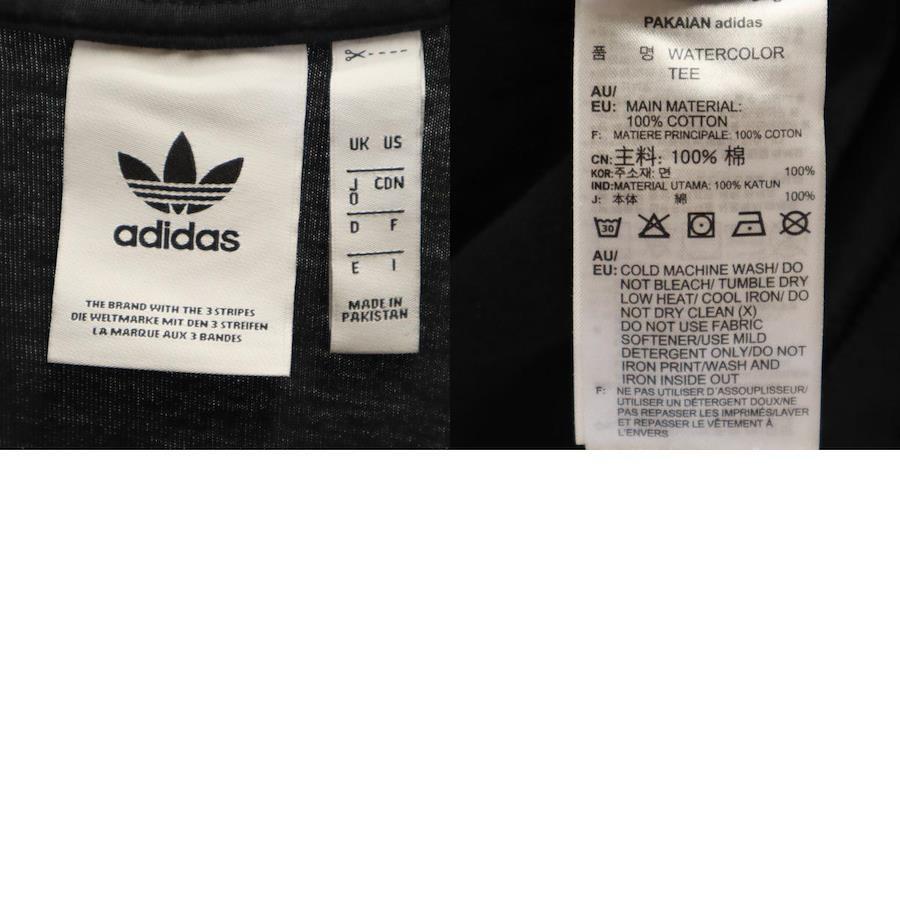 adidas
THE BRAND WITH THE 3 STRIPES
DIE WELTMARKE MIT DEN 3 STREIFEN
LA MARQUE AUX 3 BANDES
UK US
J O CDN
D F
E I
MADE IN
PAKISTAN
PAKAIAN adidas
품 명 WATERCOLOR
TEE
AU/
EU: MAIN MATERIAL:
100% COTTON
F: MATIERE PRINCIPALE: 100% COTON
CN: 主料: 100% 棉
KOR: 주소재: 면 100%
IND: MATERIAL UTAMA: 100% KATUN
J: 本体 綿 100%
30
AU/
EU: COLD MACHINE WASH/ DO
NOT BLEACH/ TUMBLE DRY
LOW HEAT/ COOL IRON/ DO
NOT DRY CLEAN (X)
DO NOT USE FABRIC
SOFTENER/USE MILD
DETERGENT ONLY/DO NOT
IRON PRINT/WASH AND
IRON INSIDE OUT
F: NE PAS UTILISER D'ASSOUPLISSEUR/
UTILISER UN DÉTERGENT DOUX/NE
PAS REPASSER LES IMPRIMÉS/LAVER
ET REPASSER LE VÊTEMENT À
L'ENVERS